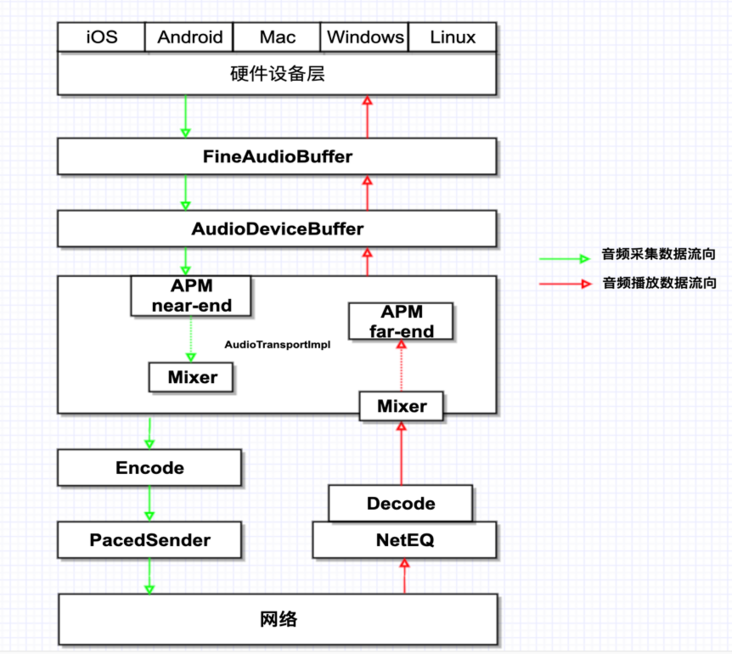 iOS Android Mac Windows Linux
硬件设备层
FineAudioBuffer
AudioDeviceBuffer
音频采集数据流向
音频播放数据流向
APM
near-end
APM
far-end
AudioTransportImpl
Mixer
Mixer
Encode
Decode
PacedSender
NetEQ
网络